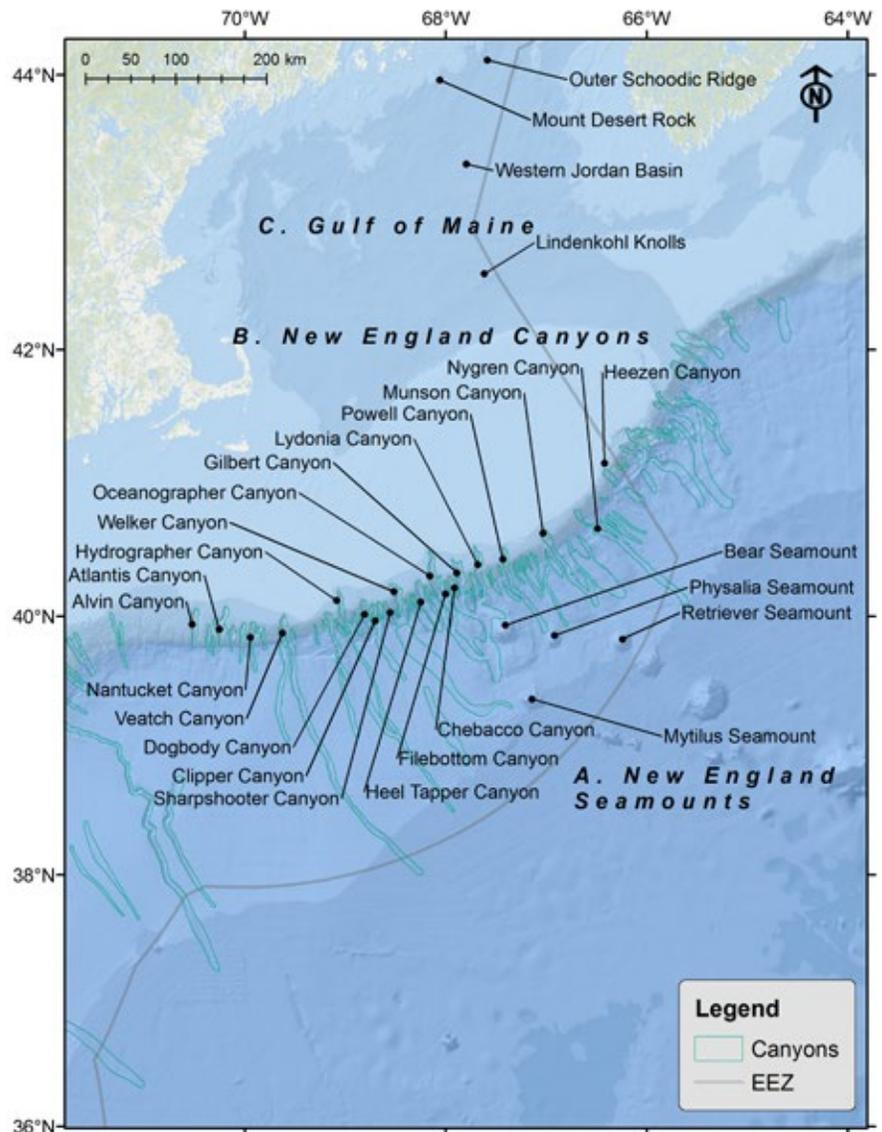 70°W 68°W 66°W 64°W
0 50 100 200 km
44°N
N
Outer Schoodic Ridge
Mount Desert Rock
Western Jordan Basin
C. Gulf of Maine
Lindenkohl Knolls
42°N
B. New England Canyons
Nygren Canyon
Heezen Canyon
Munson Canyon
Powell Canyon
Lydonia Canyon
Gilbert Canyon
Oceanographer Canyon
Welker Canyon
Hydrographer Canyon
Bear Seamount
Atlantis Canyon
Physalia Seamount
Alvin Canyon
Retriever Seamount
40°N
Nantucket Canyon
Veatch Canyon
Chebacco Canyon
Mytilus Seamount
Dogbody Canyon
Filebottom Canyon
Clipper Canyon
A. New England
Seamounts
Sharpshooter Canyon
Heel Tapper Canyon
38°N
Legend
Canyons
EEZ
36°N